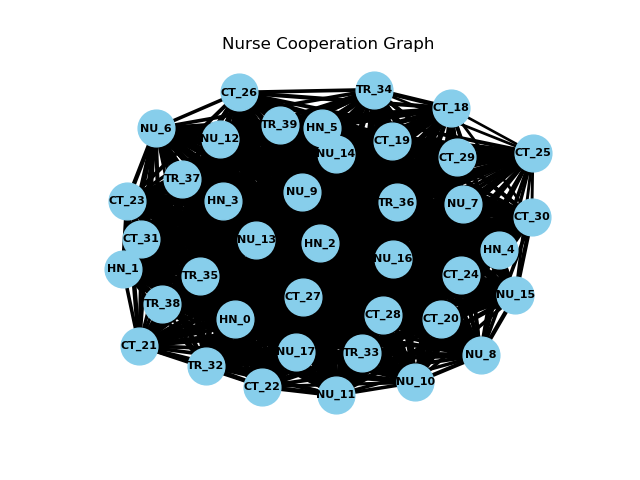 Nurse Cooperation Graph
TR_34
CT_26
CT_18
TR_39
HN_5
NU_6
NU_12
CT_19
NU_14
CT_25
CT_29
TR_37
NU_9
CT_23
HN_3
TR_36
NU_7
CT_30
CT_31
NU_13
HN_2
HN_4
NU_16
HN_1
TR_35
CT_24
NU_15
CT_27
TR_38
CT_28
HN_0
CT_20
CT_21
NU_17
TR_33
NU_8
TR_32
NU_10
CT_22
NU_11